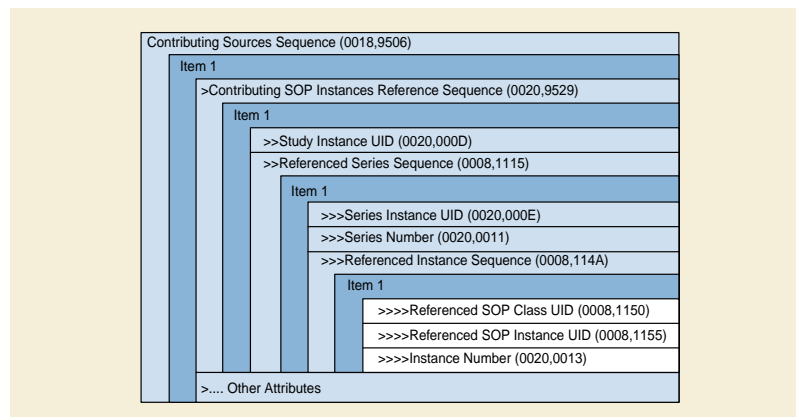 Contributing Sources Sequence (0018,9506)
Item 1
>Contributing SOP Instances Reference Sequence (0020,9529)
Item 1
>>Study Instance UID (0020,000D)
>>Referenced Series Sequence (0008,1115)
Item 1
>>>Series Instance UID (0020,000E)
>>>Series Number (0020,0011)
>>>Referenced Instance Sequence (0008,114A)
Item 1
>>>>Referenced SOP Class UID (0008,1150)
>>>>Referenced SOP Instance UID (0008,1155)
>>>>Instance Number (0020,0013)
>.... Other Attributes